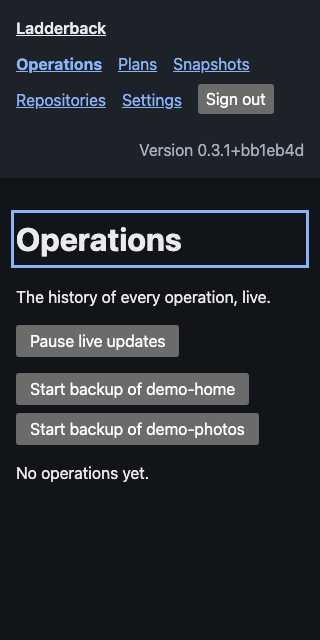 Ladderback
Operations Plans Snapshots
Repositories Settings Sign out
Version 0.3.1+bb1eb4d
Operations
The history of every operation, live.
Pause live updates
Start backup of demo-home
Start backup of demo-photos
No operations yet.